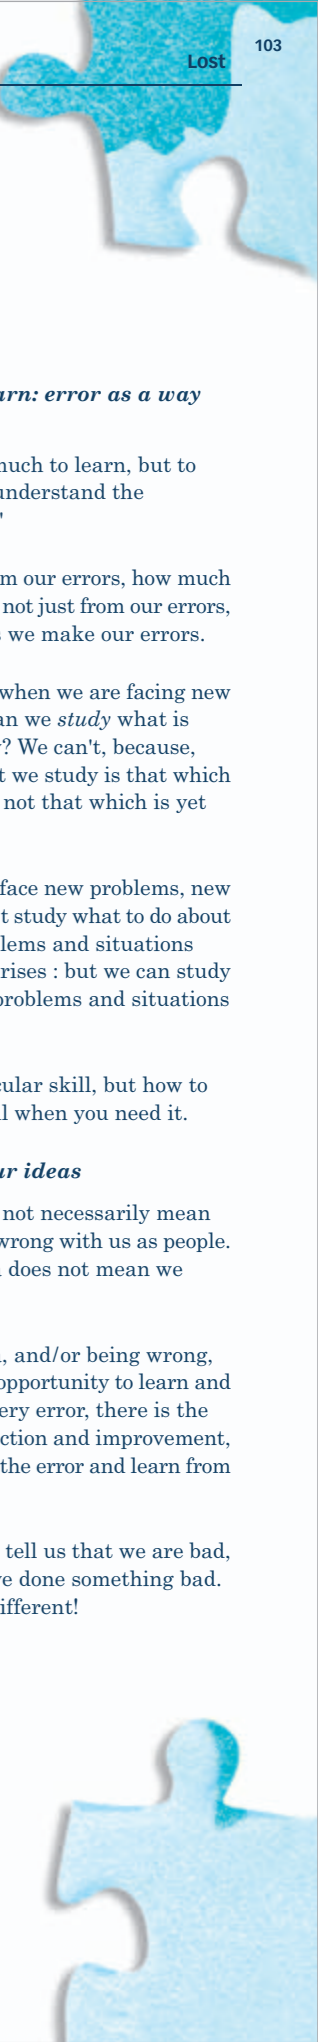 103
Lost
arn: error as a way
much to learn, but to
understand the
"
m our errors, how much
not just from our errors,
s we make our errors.
when we are facing new
an we study what is
? We can't, because,
t we study is that which
not that which is yet
face new problems, new
t study what to do about
lems and situations
rises : but we can study
problems and situations
cular skill, but how to
l when you need it.
ur ideas
not necessarily mean
wrong with us as people.
does not mean we
, and/or being wrong,
opportunity to learn and
ery error, there is the
ction and improvement,
the error and learn from
tell us that we are bad,
ve done something bad.
ifferent!